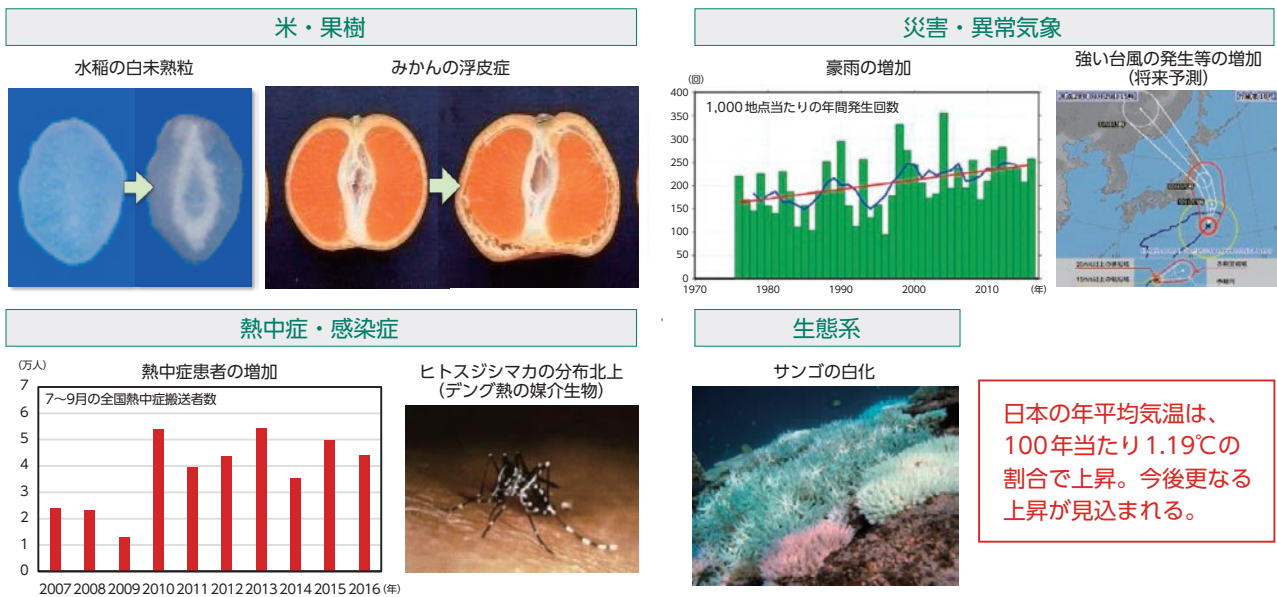 米・果樹
水稲の白未熟粒
みかんの浮皮症
災害・異常気象
豪雨の増加
(回)
1,000地点当たりの年間発生回数
400
350
300
250
200
150
100
50
0
1970
1980
1990
2000
2010
(年)
強い台風の発生等の増加
(将来予測)
熱中症・感染症
熱中症患者の増加
(万人)
7～9月の全国熱中症搬送者数
7
6
5
4
3
2
1
0
2007 2008 2009 2010 2011 2012 2013 2014 2015 2016 (年)
ヒトスジシマカの分布北上
(デング熱の媒介生物)
生態系
サンゴの白化
日本の年平均気温は、
100年当たり1.19℃の
割合で上昇。今後更なる
上昇が見込まれる。